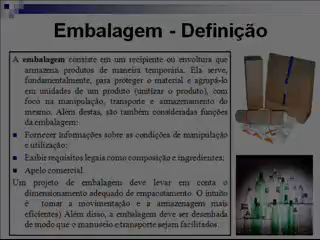 Embalagem - Definição
A embalagem consiste em um recipiente ou envoltura que
armazena produtos de maneira temporária. Ela serve,
fundamentalmente, para proteger o material e agrupá-lo
em unidades de um produto (unitizar o produto), com
foco na manipulação, transporte e armazenamento do
mesmo. Além destas, são também consideradas funções
da embalagem:
Fornecer informações sobre as condições de manipulação
e utilização;
Exibir requisitos legais como composição e ingredientes;
Apelo comercial.
Um projeto de embalagem deve levar em conta o
dimensionamento adequado de empacotamento. O intuito
é tornar a movimentação e a armazenagem mais
eficientes) Além disso, a embalagem deve ser desenhada
de modo que o manuseio e transporte sejam facilitados.